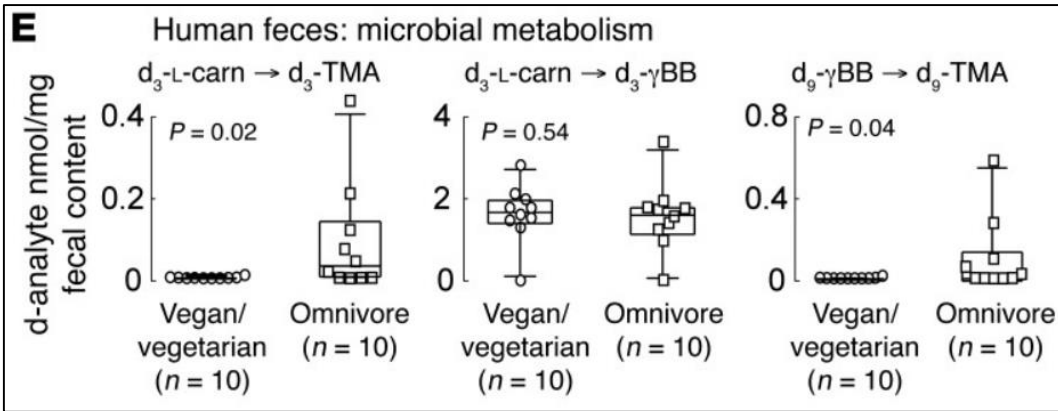 E Human feces: microbial metabolism
d-analyte nmol/mg
fecal content
d₃-L-carn → d₃-TMA
0.4
0.2
0
P = 0.02
Vegan/
vegetarian
(n = 10)
Omnivore
(n = 10)
d₃-L-carn → d₃-γBB
4
2
0
P = 0.54
Vegan/
vegetarian
(n = 10)
Omnivore
(n = 10)
d₉-γBB → d₉-TMA
0.8
0.4
0
P = 0.04
Vegan/
vegetarian
(n = 10)
Omnivore
(n = 10)